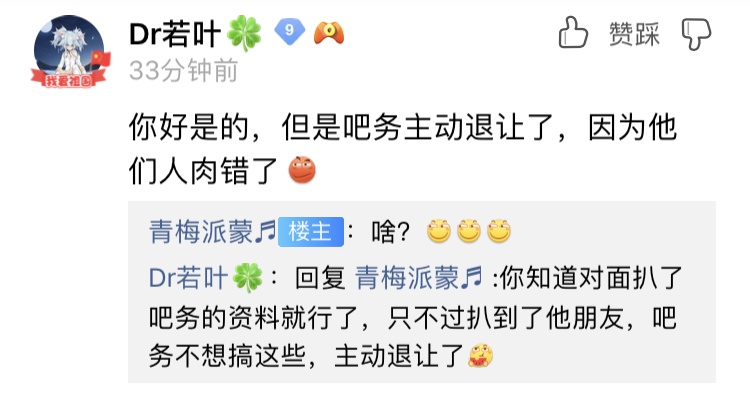 Dr若叶🍀 9
赞踩
33分钟前
我爱祖国
你好是的，但是吧务主动退让了，因为他
们人肉错了
青梅派蒙♬ 楼主：啥？
Dr若叶🍀：回复 青梅派蒙♬ :你知道对面扒了
吧务的资料就行了，只不过扒到了他朋友，吧
务不想搞这些，主动退让了